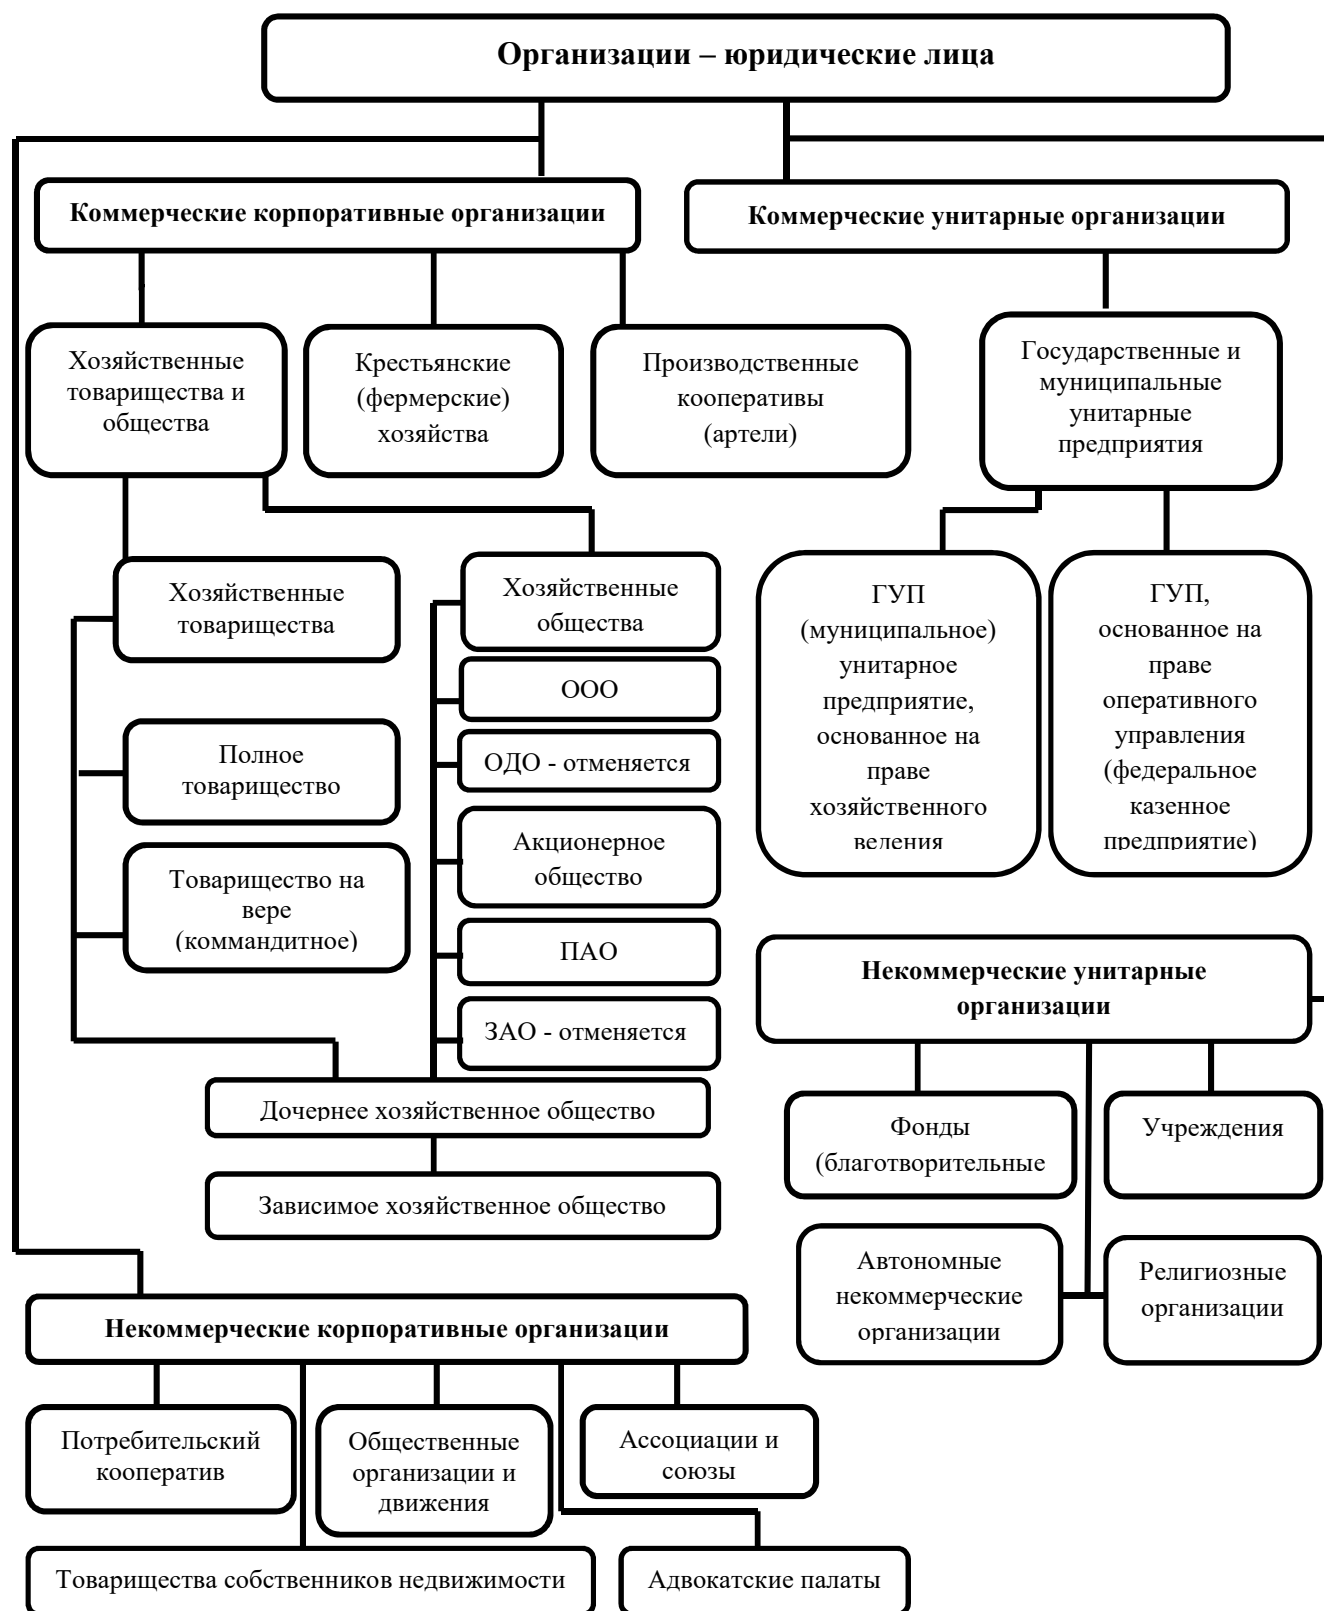 Организации – юридические лица
Коммерческие корпоративные организации
Коммерческие унитарные организации
Хозяйственные
товарищества и
общества
Крестьянские
(фермерские)
хозяйства
Производственные
кооперативы
(артели)
Государственные и
муниципальные
унитарные
предприятия
Хозяйственные
товарищества
Хозяйственные
общества
ООО
ОДО - отменяется
Акционерное
общество
ПАО
ЗАО - отменяется
Полное
товарищество
Товарищество на
вере
(коммандитное)
Дочернее хозяйственное общество
Зависимое хозяйственное общество
ГУП
(муниципальное)
унитарное
предприятие,
основанное на
праве
хозяйственного
ведения
ГУП,
основанное на
праве
оперативного
управления
(федеральное
казенное
предприятие)
Некоммерческие унитарные
организации
Фонды
(благотворительные
Учреждения
Автономные
некоммерческие
организации
Религиозные
организации
Некоммерческие корпоративные организации
Потребительский
кооператив
Общественные
организации и
движения
Ассоциации и
союзы
Товарищества собственников недвижимости
Адвокатские палаты